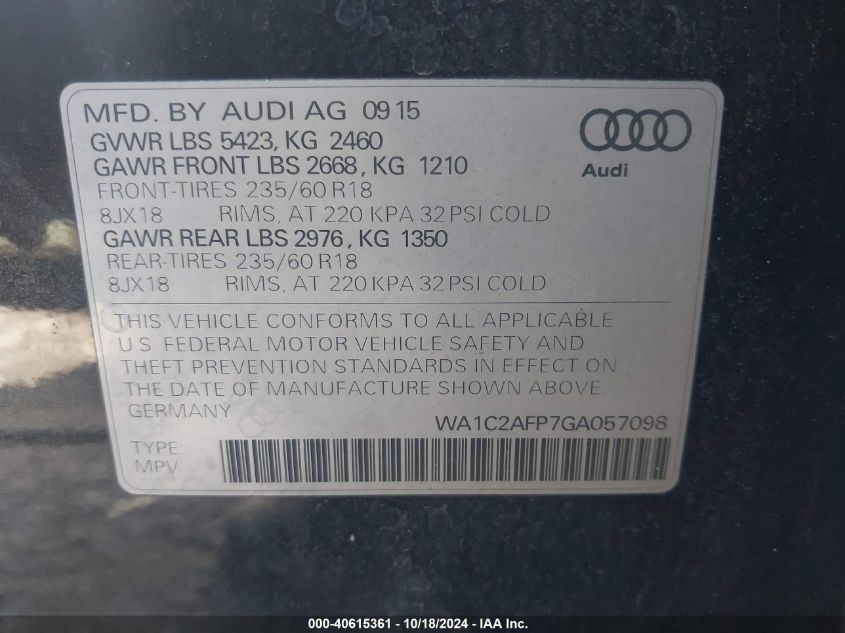 MFD. BY AUDI AG 09 15
GVWR LBS 5423, KG 2460
GAWR FRONT LBS 2668, KG 1210
FRONT-TIRES 235/60 R18
8JX18 RIMS, AT 220 KPA 32 PSI COLD
GAWR REAR LBS 2976, KG 1350
REAR-TIRES 235/60 R18
8JX18 RIMS, AT 220 KPA 32 PSI COLD
Audi
THIS VEHICLE CONFORMS TO ALL APPLICABLE
U.S. FEDERAL MOTOR VEHICLE SAFETY AND
THEFT PREVENTION STANDARDS IN EFFECT ON
THE DATE OF MANUFACTURE SHOWN ABOVE
GERMANY
WA1C2AFP7GA057098
TYPE:
MPV
000-40615361 - 10/18/2024 - IAA Inc.